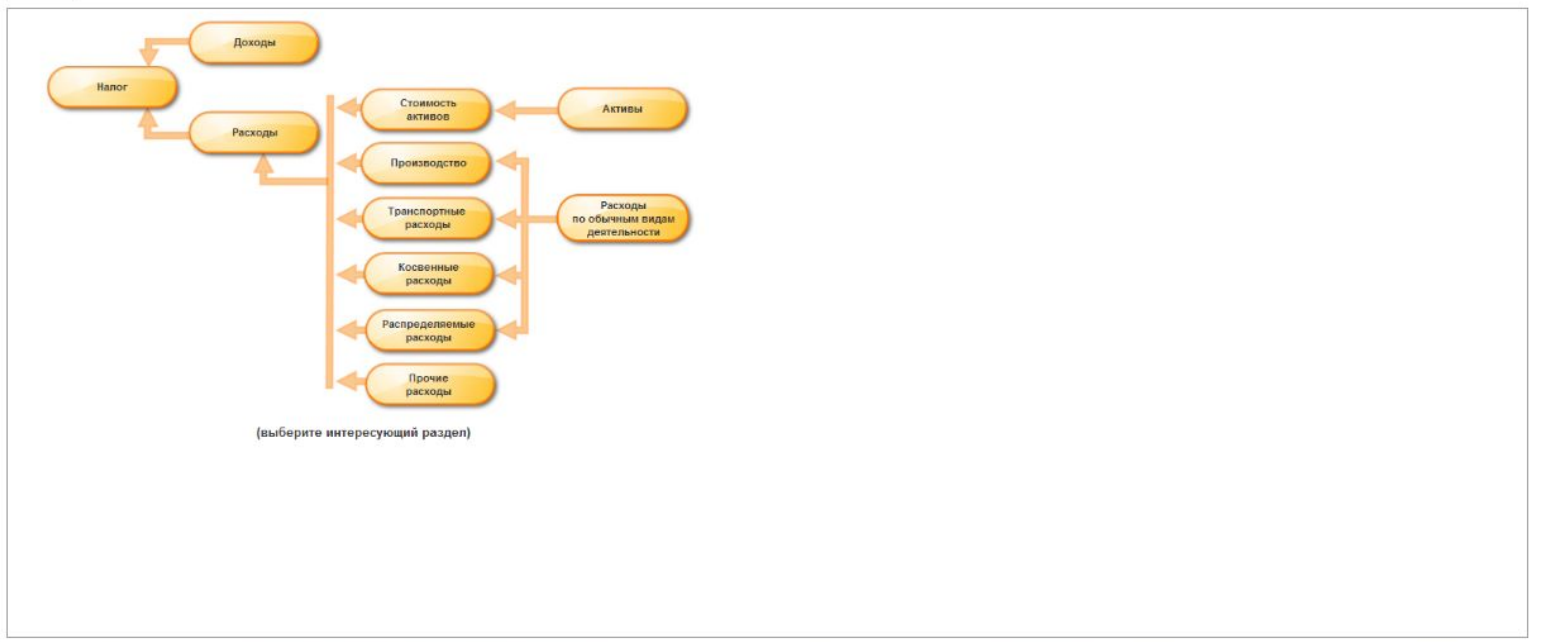 Доходы
Налог
Расходы
Стоимость
активов
Активы
Производство
Транспортные
расходы
Расходы
по обычным видам
деятельности
Косвенные
расходы
Распределяемые
расходы
Прочие
расходы
(выберите интересующий раздел)